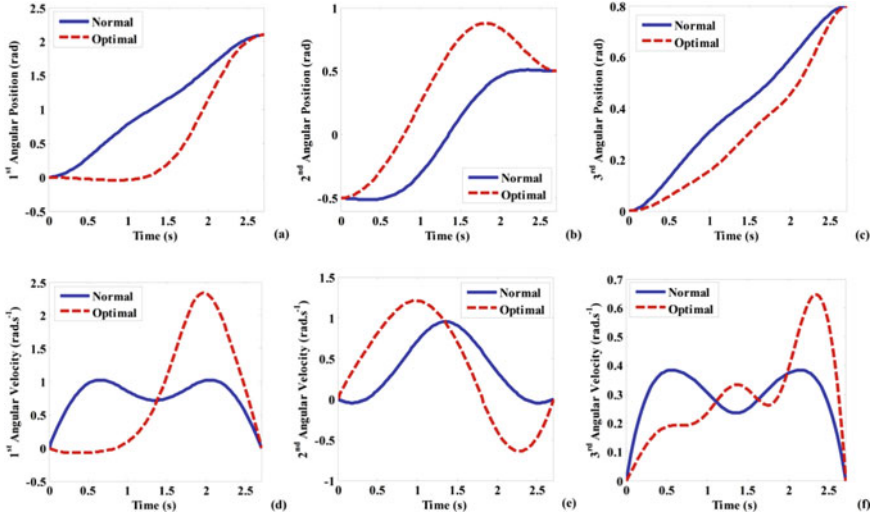 1st Angular Position (rad)
2.5
2
1.5
1
0.5
0
-0.5
Normal
Optimal
0 0.5 1 1.5 2 2.5
Time (s)
(a)
2nd Angular Position (rad)
1
0.5
0
-0.5
Normal
Optimal
0 0.5 1 1.5 2 2.5
Time (s)
(b)
3rd Angular Position (rad)
0.8
0.6
0.4
0.2
0
Normal
Optimal
0 0.5 1 1.5 2 2.5
Time (s)
(c)
1st Angular Velocity (rad.s-1)
2.5
2
1.5
1
0.5
0
-0.5
Normal
Optimal
0 0.5 1 1.5 2 2.5
Time (s)
(d)
2nd Angular Velocity (rad.s-1)
1.5
1
0.5
0
-0.5
-1
Normal
Optimal
0 0.5 1 1.5 2 2.5
Time (s)
(e)
3rd Angular Velocity (rad.s-1)
0.7
0.6
0.5
0.4
0.3
0.2
0.1
0
Normal
Optimal
0 0.5 1 1.5 2 2.5
Time (s)
(f)